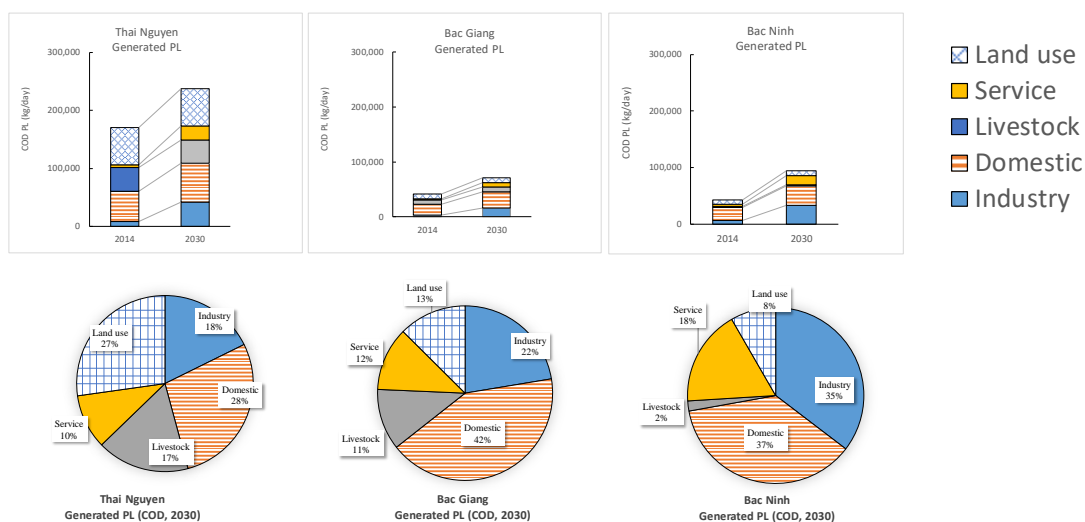 Thai Nguyen
Generated PL
300,000
200,000
100,000
0
COD PL (kg/day)
2014
2030
Bac Giang
Generated PL
300,000
200,000
100,000
0
COD PL (kg/day)
2014
2030
Bac Ninh
Generated PL
300,000
200,000
100,000
0
COD PL (kg/day)
2014
2030
Land use
Service
Livestock
Domestic
Industry
Industry
18%
Domestic
28%
Livestock
17%
Service
10%
Land use
27%
Thai Nguyen
Generated PL (COD, 2030)
Industry
22%
Domestic
42%
Livestock
11%
Service
12%
Land use
13%
Bac Giang
Generated PL (COD, 2030)
Industry
35%
Domestic
37%
Livestock
2%
Service
18%
Land use
8%
Bac Ninh
Generated PL (COD, 2030)